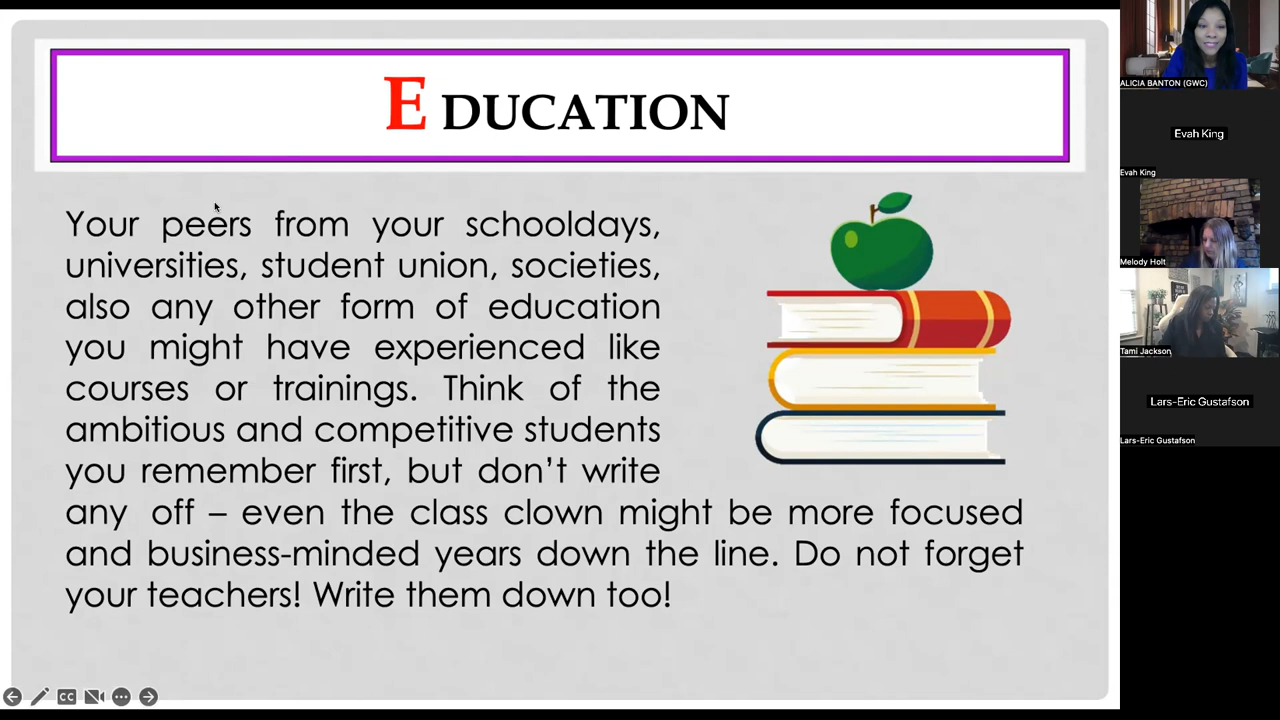 E DUCATION
Your peers from your schooldays,
universities, student union, societies,
also any other form of education
you might have experienced like
courses or trainings. Think of the
ambitious and competitive students
you remember first, but don't write
any off – even the class clown might be more focused
and business-minded years down the line. Do not forget
your teachers! Write them down too!
CC
ALICIA BANTON (GWC)
Evah King
Evah King
Melody Holt
Tami Jackson
Lars-Eric Gustafson
Lars-Eric Gustafson